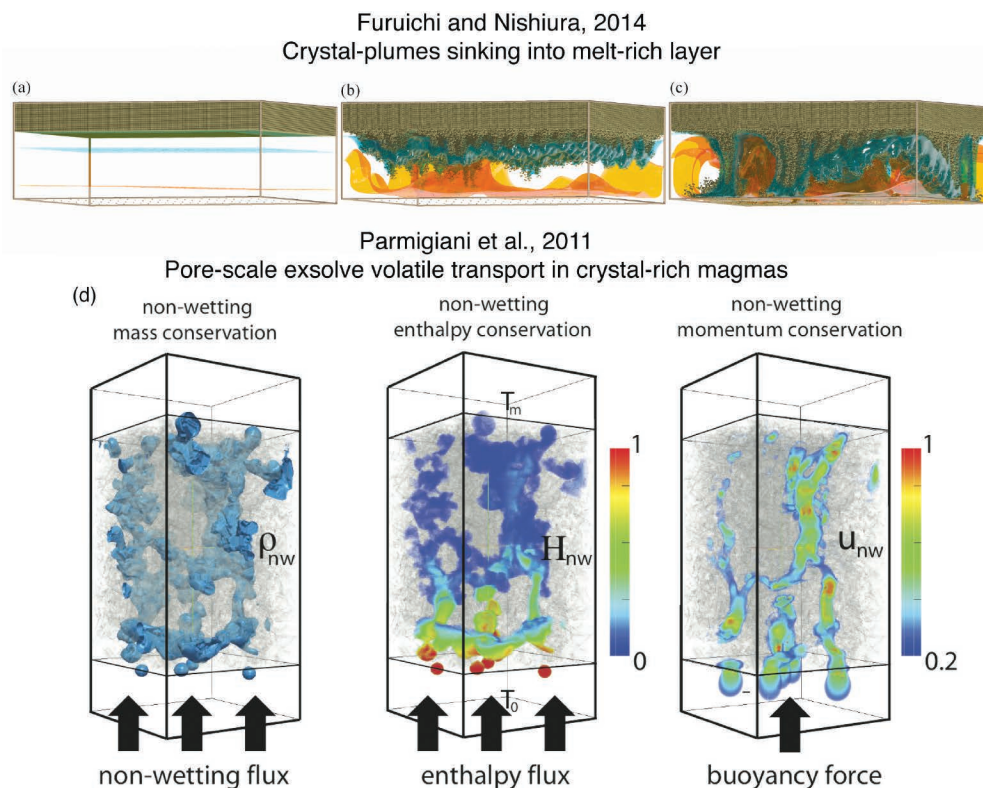 Furuichi and Nishiura, 2014
Crystal-plumes sinking into melt-rich layer
(a)
(b)
(c)
Parmigiani et al., 2011
Pore-scale exsolve volatile transport in crystal-rich magmas
(d)
non-wetting
mass conservation
non-wetting
enthalpy conservation
non-wetting
momentum conservation
Tm
1
1
ρnw
Hnw
unw
0
0.2
T0
non-wetting flux
enthalpy flux
buoyancy force